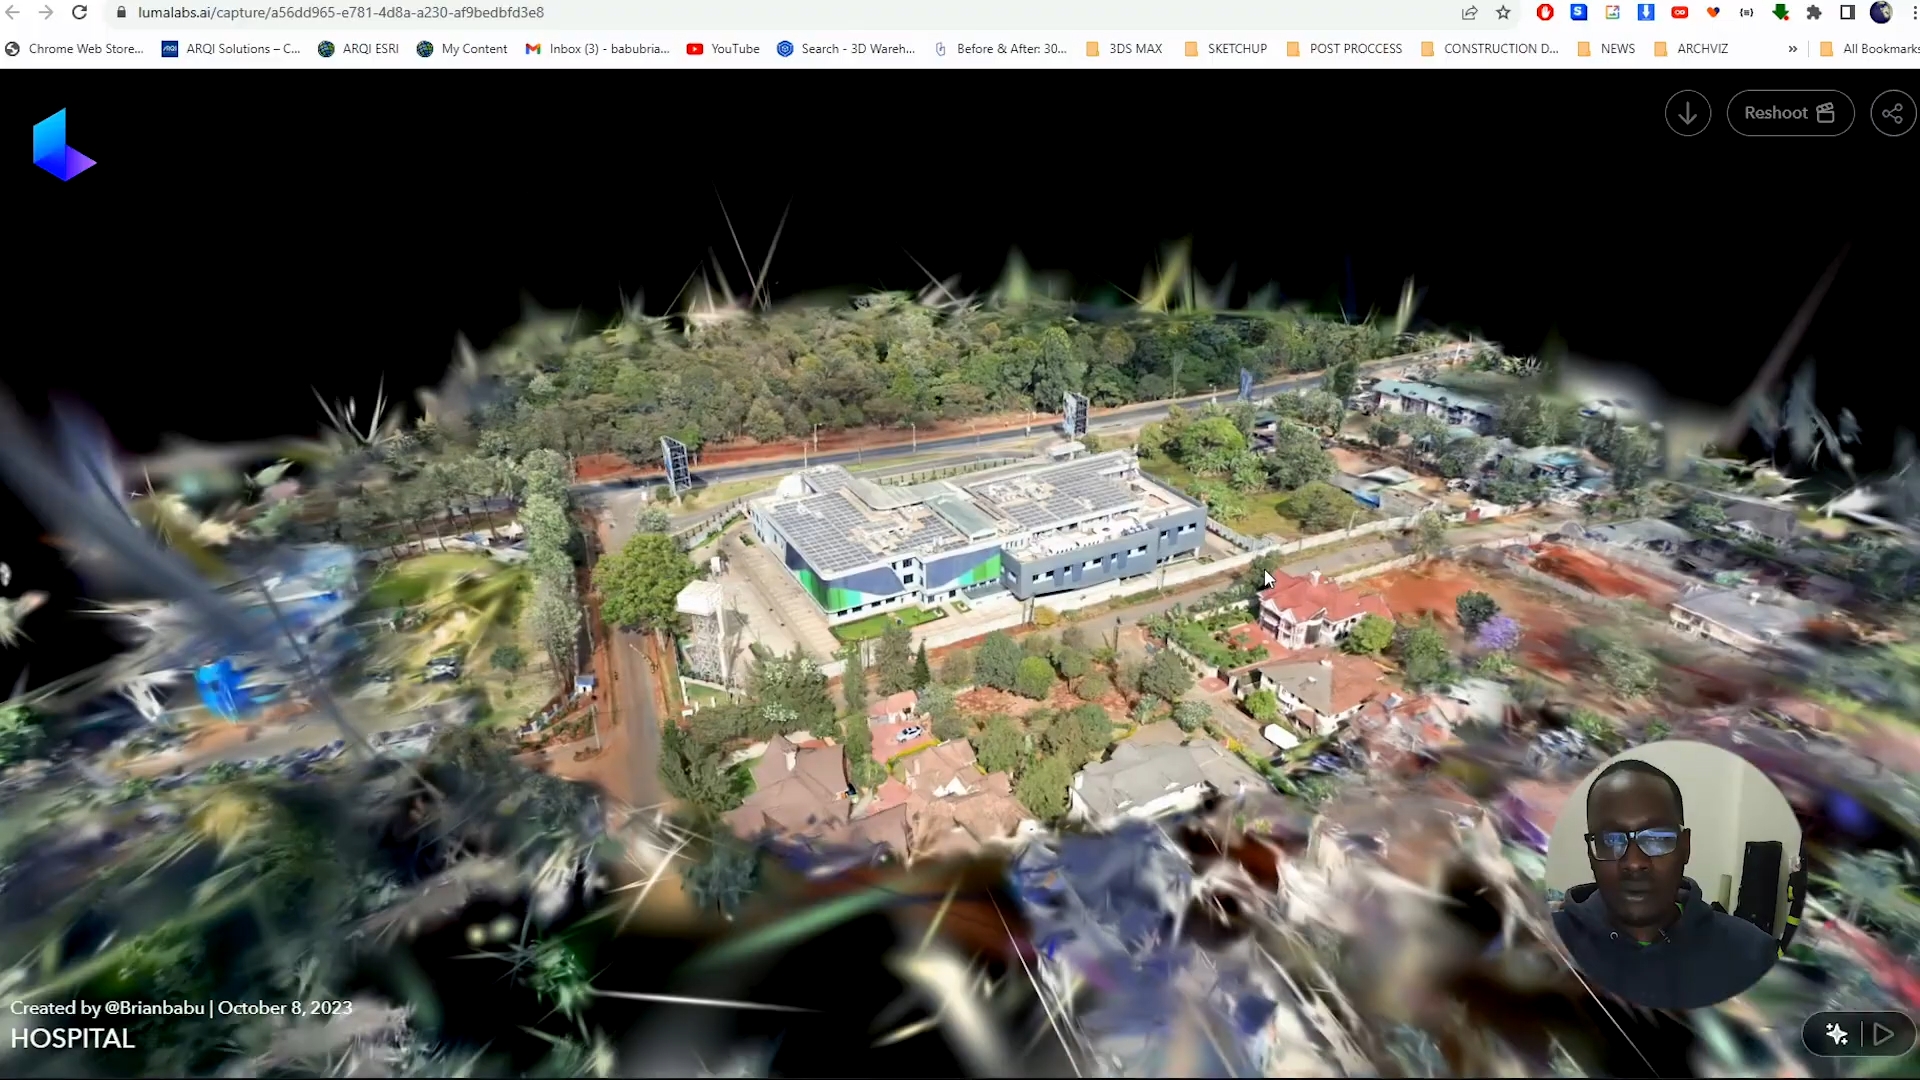 lumalabs.ai/capture/a56dd965-e781-4d8a-a230-af9bedbfd3e8
Chrome Web Store...
ARQI Solutions – C...
ARQI ESRI
My Content
Inbox (3) - babubria...
YouTube
Search - 3D Wareh...
Before & After: 30...
3DS MAX
SKETCHUP
POST PROCCESS
CONSTRUCTION D...
NEWS
ARCHVIZ
»
All Bookmarks
Reshoot
Created by @Brianbabu | October 8, 2023
HOSPITAL